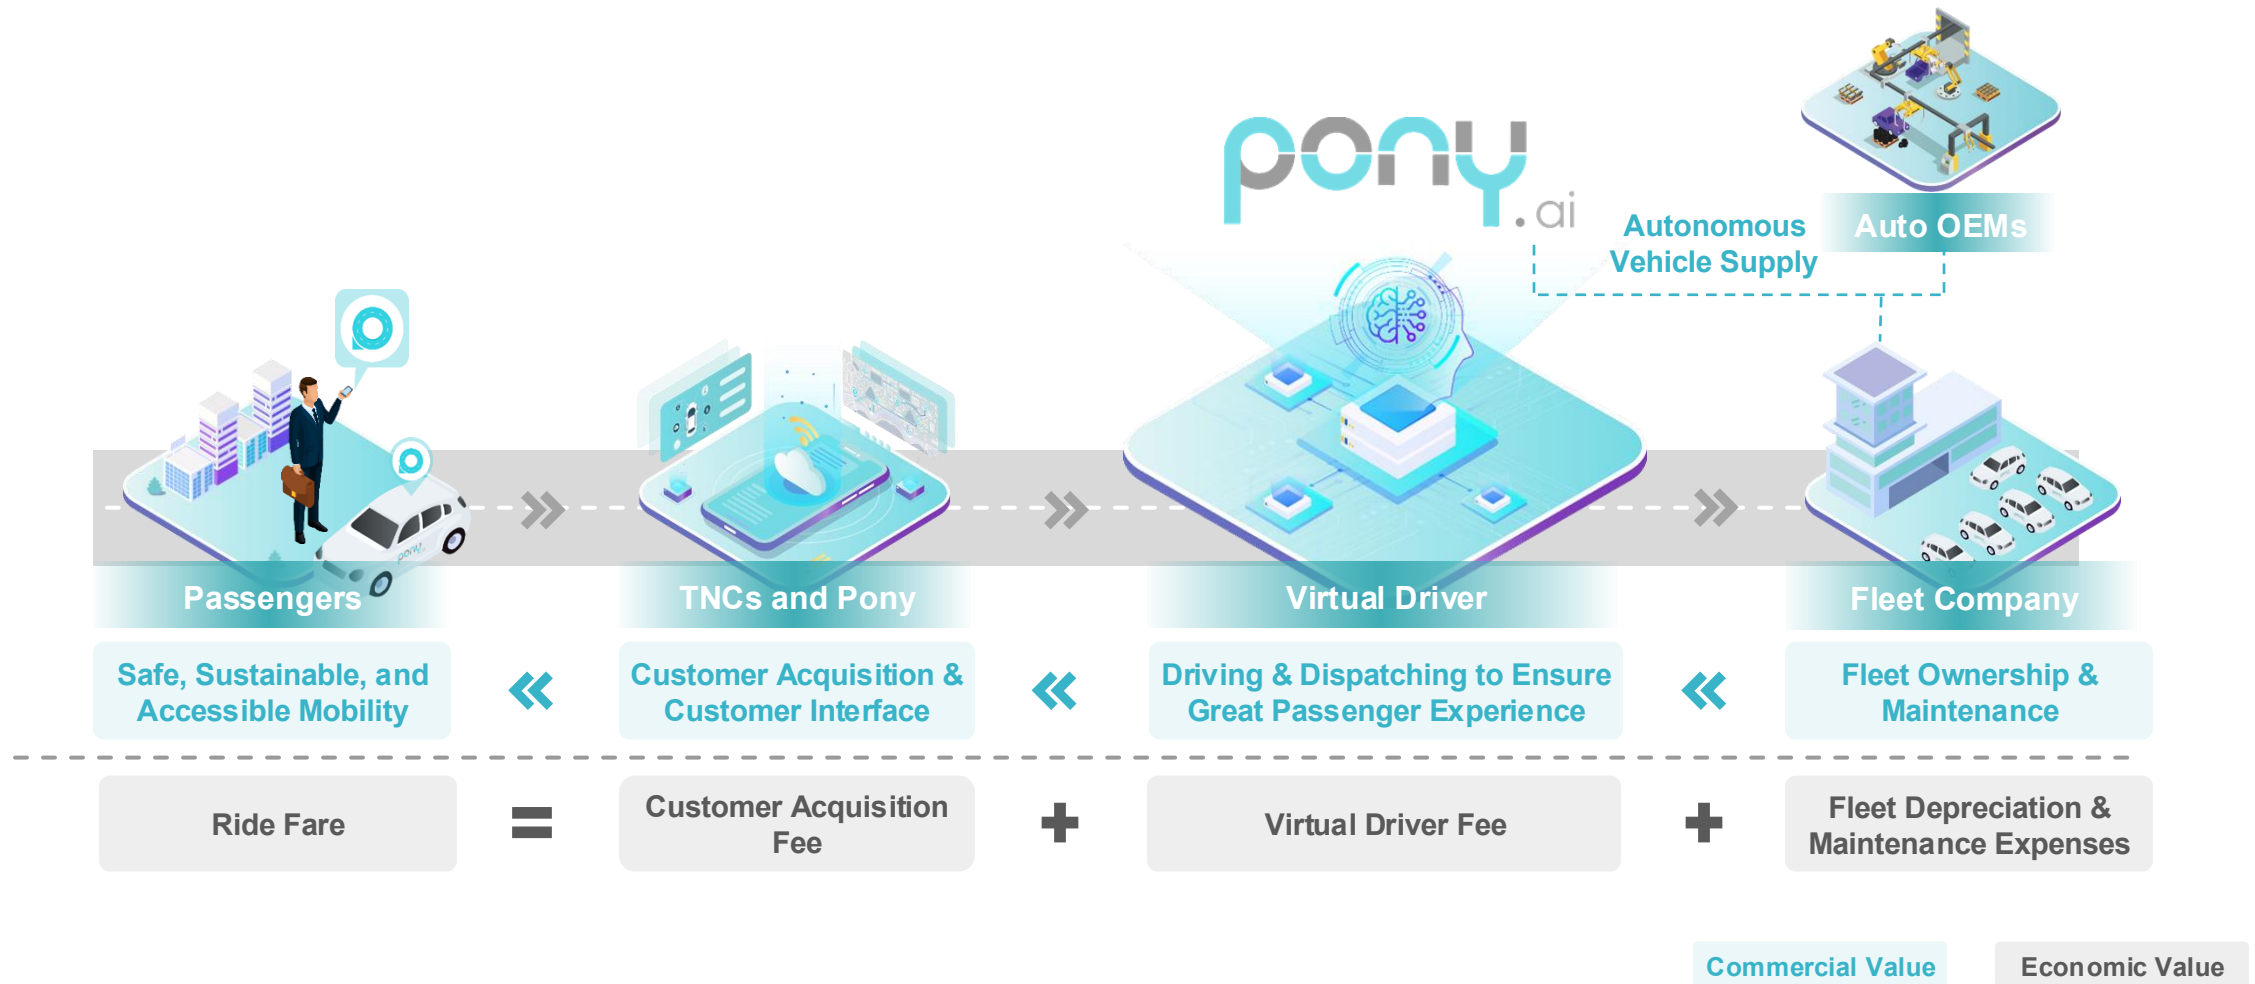 pony.ai
Autonomous
Vehicle Supply
Auto OEMs
pony.ai
Passengers
TNCs and Pony
Virtual Driver
Fleet Company
Safe, Sustainable, and
Accessible Mobility
Customer Acquisition &
Customer Interface
Driving & Dispatching to Ensure
Great Passenger Experience
Fleet Ownership &
Maintenance
Ride Fare
=
Customer Acquisition
Fee
+
Virtual Driver Fee
+
Fleet Depreciation &
Maintenance Expenses
Commercial Value
Economic Value